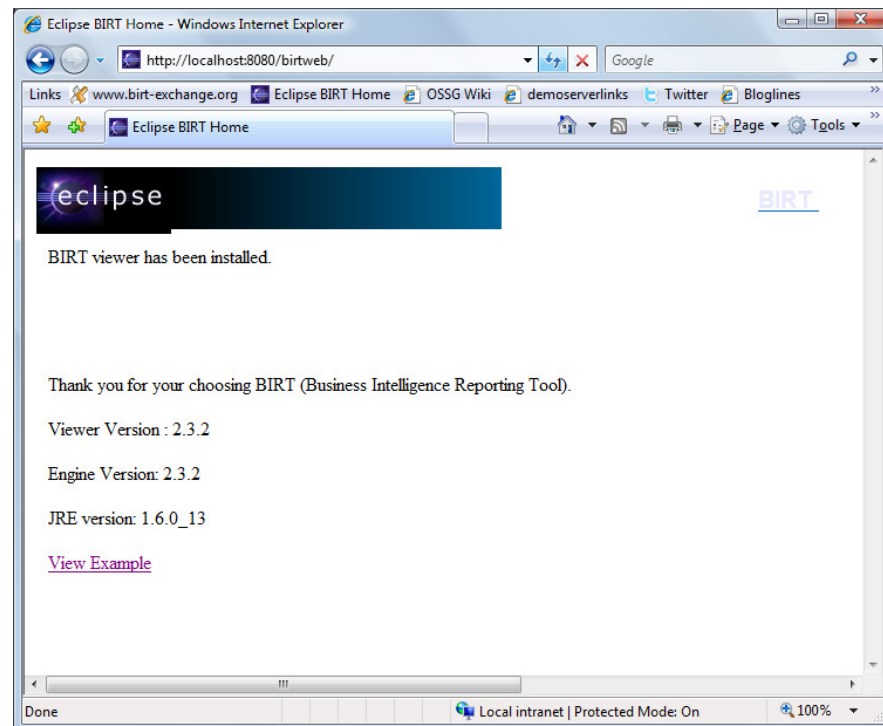 Eclipse BIRT Home - Windows Internet Explorer
http://localhost:8080/birtweb/
Google
Links www.birt-exchange.org Eclipse BIRT Home OSSG Wiki demoserverlinks Twitter Bloglines »
Eclipse BIRT Home Page Tools »
eclipse
BIRT
BIRT viewer has been installed.
Thank you for your choosing BIRT (Business Intelligence Reporting Tool).
Viewer Version : 2.3.2
Engine Version: 2.3.2
JRE version: 1.6.0_13
View Example
Done Local intranet | Protected Mode: On 100%